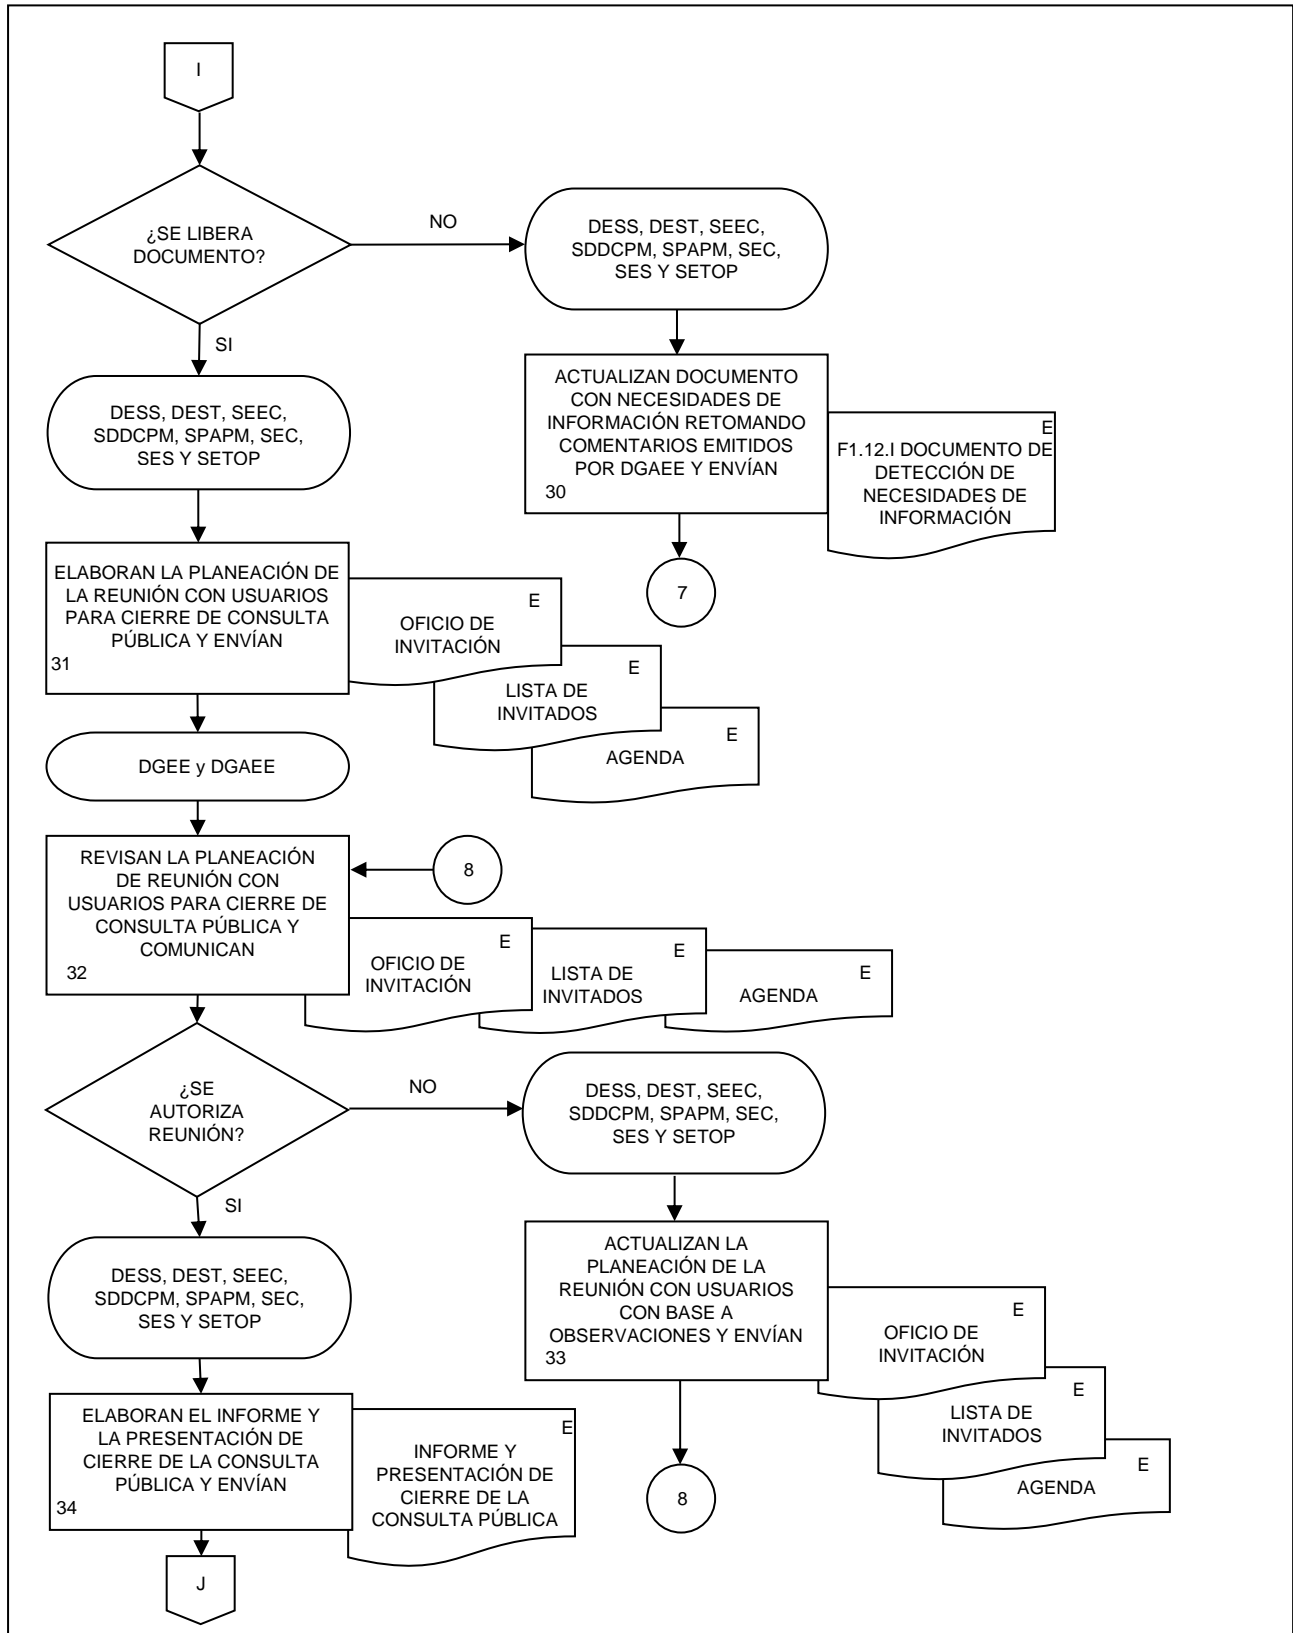 I
¿SE LIBERA
DOCUMENTO?
NO
DESS, DEST, SEEC,
SDDCPM, SPAPM, SEC,
SES Y SETOP
SI
ACTUALIZAN DOCUMENTO
CON NECESIDADES DE
INFORMACIÓN RETOMANDO
COMENTARIOS EMITIDOS
POR DGAEE Y ENVÍAN
30
E
F1.12.I DOCUMENTO DE
DETECCIÓN DE
NECESIDADES DE
INFORMACIÓN
7
DESS, DEST, SEEC,
SDDCPM, SPAPM, SEC,
SES Y SETOP
ELABORAN LA PLANEACIÓN DE
LA REUNIÓN CON USUARIOS
PARA CIERRE DE CONSULTA
PÚBLICA Y ENVÍAN
31
E
OFICIO DE
INVITACIÓN
E
LISTA DE
INVITADOS
E
AGENDA
DGEE y DGAEE
REVISAN LA PLANEACIÓN
DE REUNIÓN CON
USUARIOS PARA CIERRE DE
CONSULTA PÚBLICA Y
COMUNICAN
32
8
E
OFICIO DE
INVITACIÓN
E
LISTA DE
INVITADOS
E
AGENDA
¿SE
AUTORIZA
REUNIÓN?
NO
DESS, DEST, SEEC,
SDDCPM, SPAPM, SEC,
SES Y SETOP
SI
ACTUALIZAN LA
PLANEACIÓN DE LA
REUNIÓN CON USUARIOS
CON BASE A
OBSERVACIONES Y ENVÍAN
33
E
OFICIO DE
INVITACIÓN
E
LISTA DE
INVITADOS
E
AGENDA
8
DESS, DEST, SEEC,
SDDCPM, SPAPM, SEC,
SES Y SETOP
ELABORAN EL INFORME Y
LA PRESENTACIÓN DE
CIERRE DE LA CONSULTA
PÚBLICA Y ENVÍAN
34
E
INFORME Y
PRESENTACIÓN DE
CIERRE DE LA
CONSULTA PÚBLICA
J